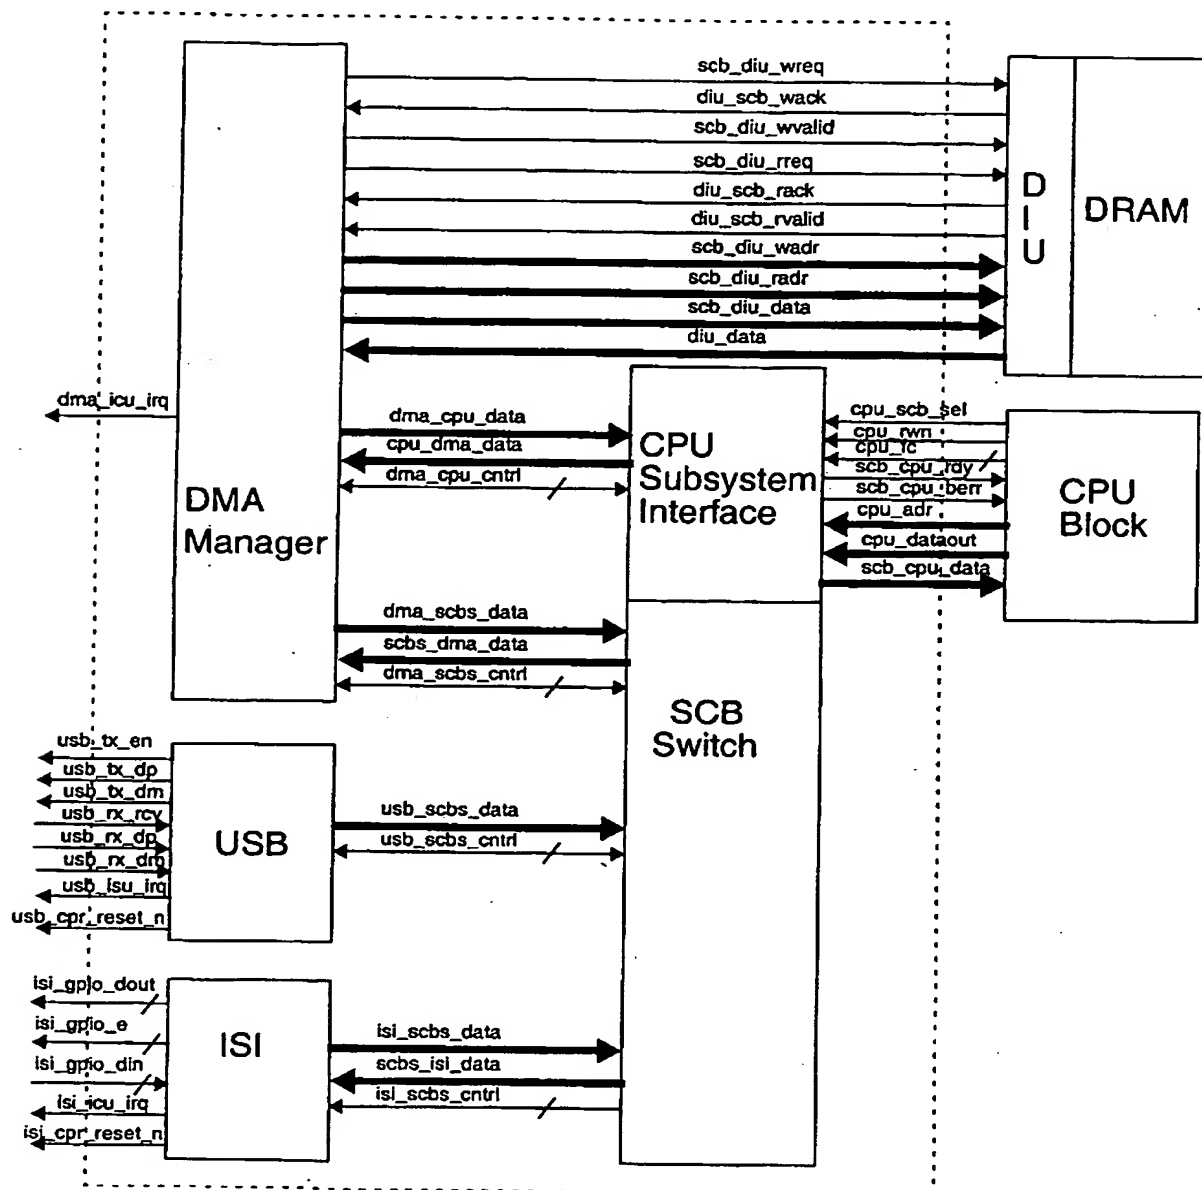 scb_diu_wreq
diu_scb_wack
scb_diu_wvalid
scb_diu_rreq
diu_scb_rack
diu_scb_rvalid
scb_diu_wadr
scb_diu_radr
scb_diu_data
diu_data
D
I
U
DRAM
dma_icu_irq
DMA
Manager
dma_cpu_data
cpu_dma_data
dma_cpu_cntrl
CPU
Subsystem
Interface
cpu_scb_sel
cpu_rwn
cpu_fc
scb_cpu_rdy
scb_cpu_berr
cpu_adr
cpu_dataout
scb_cpu_data
CPU
Block
dma_scbs_data
scbs_dma_data
dma_scbs_cntrl
SCB
Switch
usb_tx_en
usb_tx_dp
usb_tx_dm
usb_rx_rcv
usb_rx_dp
usb_rx_dm
usb_isu_irq
usb_cpr_reset_n
USB
usb_scbs_data
usb_scbs_cntrl
isi_gpio_dout
isi_gpio_e
isi_gpio_din
isi_icu_irq
isi_cpr_reset_n
ISI
isi_scbs_data
scbs_isi_data
isi_scbs_cntrl